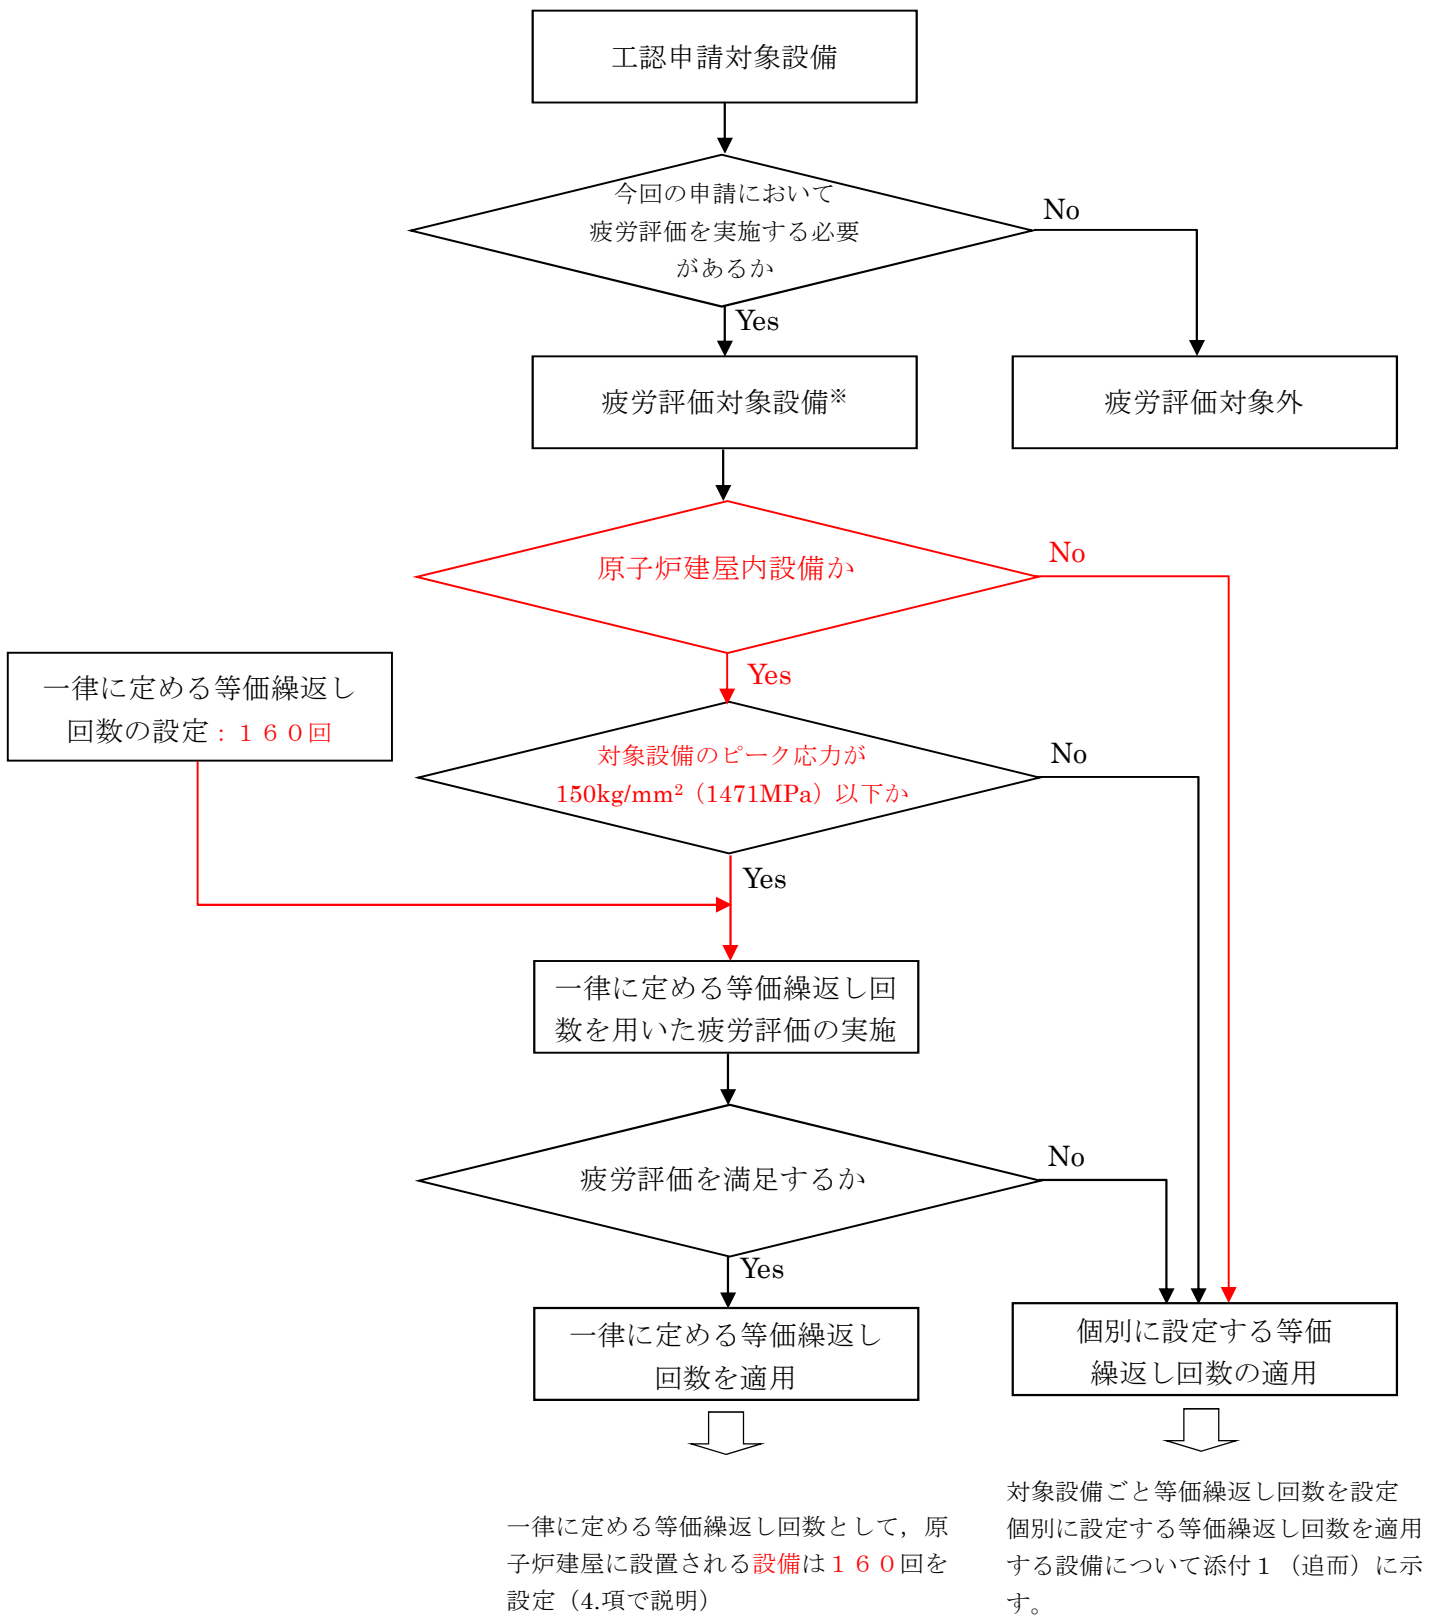 工認申請対象設備
今回の申請において
疲労評価を実施する必要
があるか
No
Yes
疲労評価対象設備※
疲労評価対象外
原子炉建屋内設備か
No
Yes
一律に定める等価繰返し
回数の設定：１６０回
対象設備のピーク応力が
150kg/mm²（1471MPa）以下か
No
Yes
一律に定める等価繰返し回
数を用いた疲労評価の実施
疲労評価を満足するか
No
Yes
一律に定める等価繰返し
回数を適用
個別に設定する等価
繰返し回数の適用
一律に定める等価繰返し回数として，原
子炉建屋に設置される設備は１６０回を
設定（4.項で説明）
対象設備ごと等価繰返し回数を設定
個別に設定する等価繰返し回数を適用
する設備について添付１（追而）に示
す。